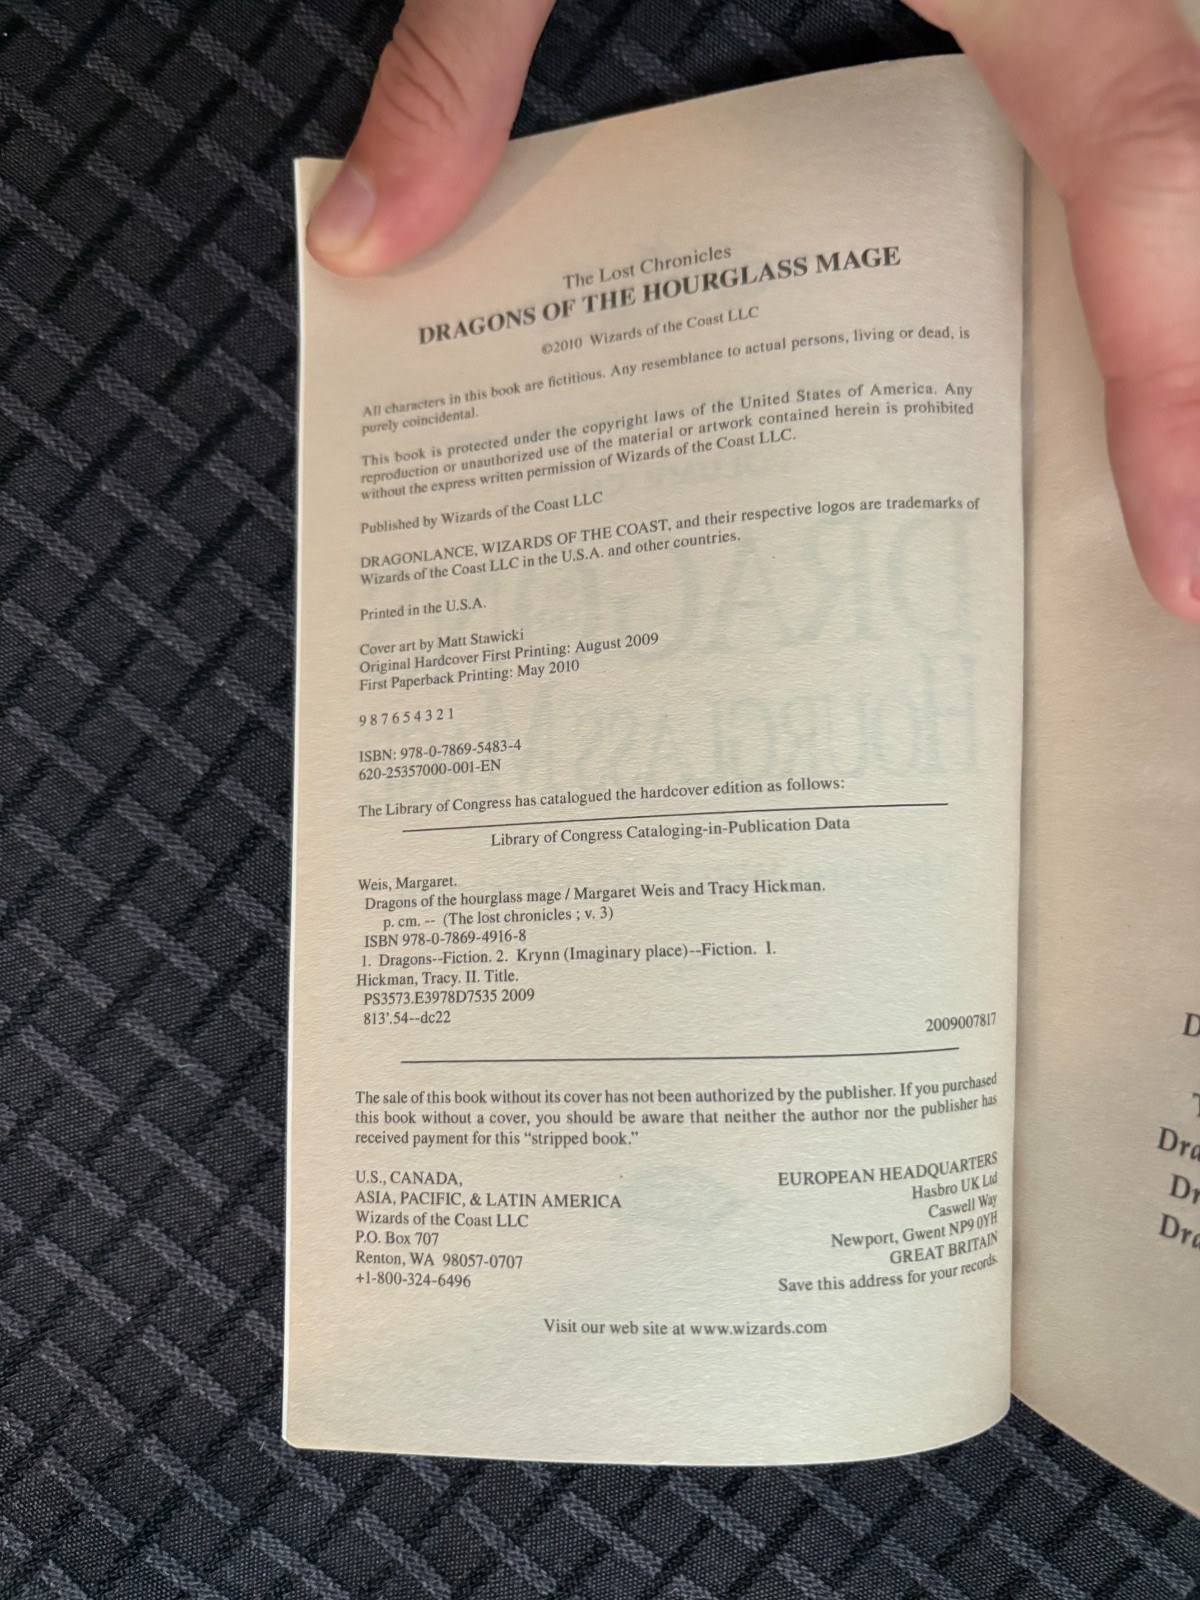 The Lost Chronicles
DRAGONS OF THE HOURGLASS MAGE
©2010 Wizards of the Coast LLC
All characters in this book are fictitious. Any resemblance to actual persons, living or dead, is
purely coincidental.
This book is protected under the copyright laws of the United States of America. Any
reproduction or unauthorized use of the material or artwork contained herein is prohibited
without the express written permission of Wizards of the Coast LLC.
Published by Wizards of the Coast LLC
DRAGONLANCE, WIZARDS OF THE COAST, and their respective logos are trademarks of
Wizards of the Coast LLC in the U.S.A. and other countries.
Printed in the U.S.A.
Cover art by Matt Stawicki
Original Hardcover First Printing: August 2009
First Paperback Printing: May 2010
9 8 7 6 5 4 3 2 1
ISBN: 978-0-7869-5483-4
620-25357000-001-EN
The Library of Congress has catalogued the hardcover edition as follows:
Library of Congress Cataloging-in-Publication Data
Weis, Margaret.
Dragons of the hourglass mage / Margaret Weis and Tracy Hickman.
p. cm. -- (The lost chronicles ; v. 3)
ISBN 978-0-7869-4916-8
1. Dragons--Fiction. 2. Krynn (Imaginary place)--Fiction. I.
Hickman, Tracy. II. Title.
PS3573.E3978D7535 2009
813'.54--dc22
2009007817
The sale of this book without its cover has not been authorized by the publisher. If you purchased
this book without a cover, you should be aware that neither the author nor the publisher has
received payment for this “stripped book.”
U.S., CANADA,
ASIA, PACIFIC, & LATIN AMERICA
Wizards of the Coast LLC
P.O. Box 707
Renton, WA 98057-0707
+1-800-324-6496
EUROPEAN HEADQUARTERS
Hasbro UK Ltd
Caswell Way
Newport, Gwent NP9 0YH
GREAT BRITAIN
Save this address for your records.
Visit our web site at www.wizards.com